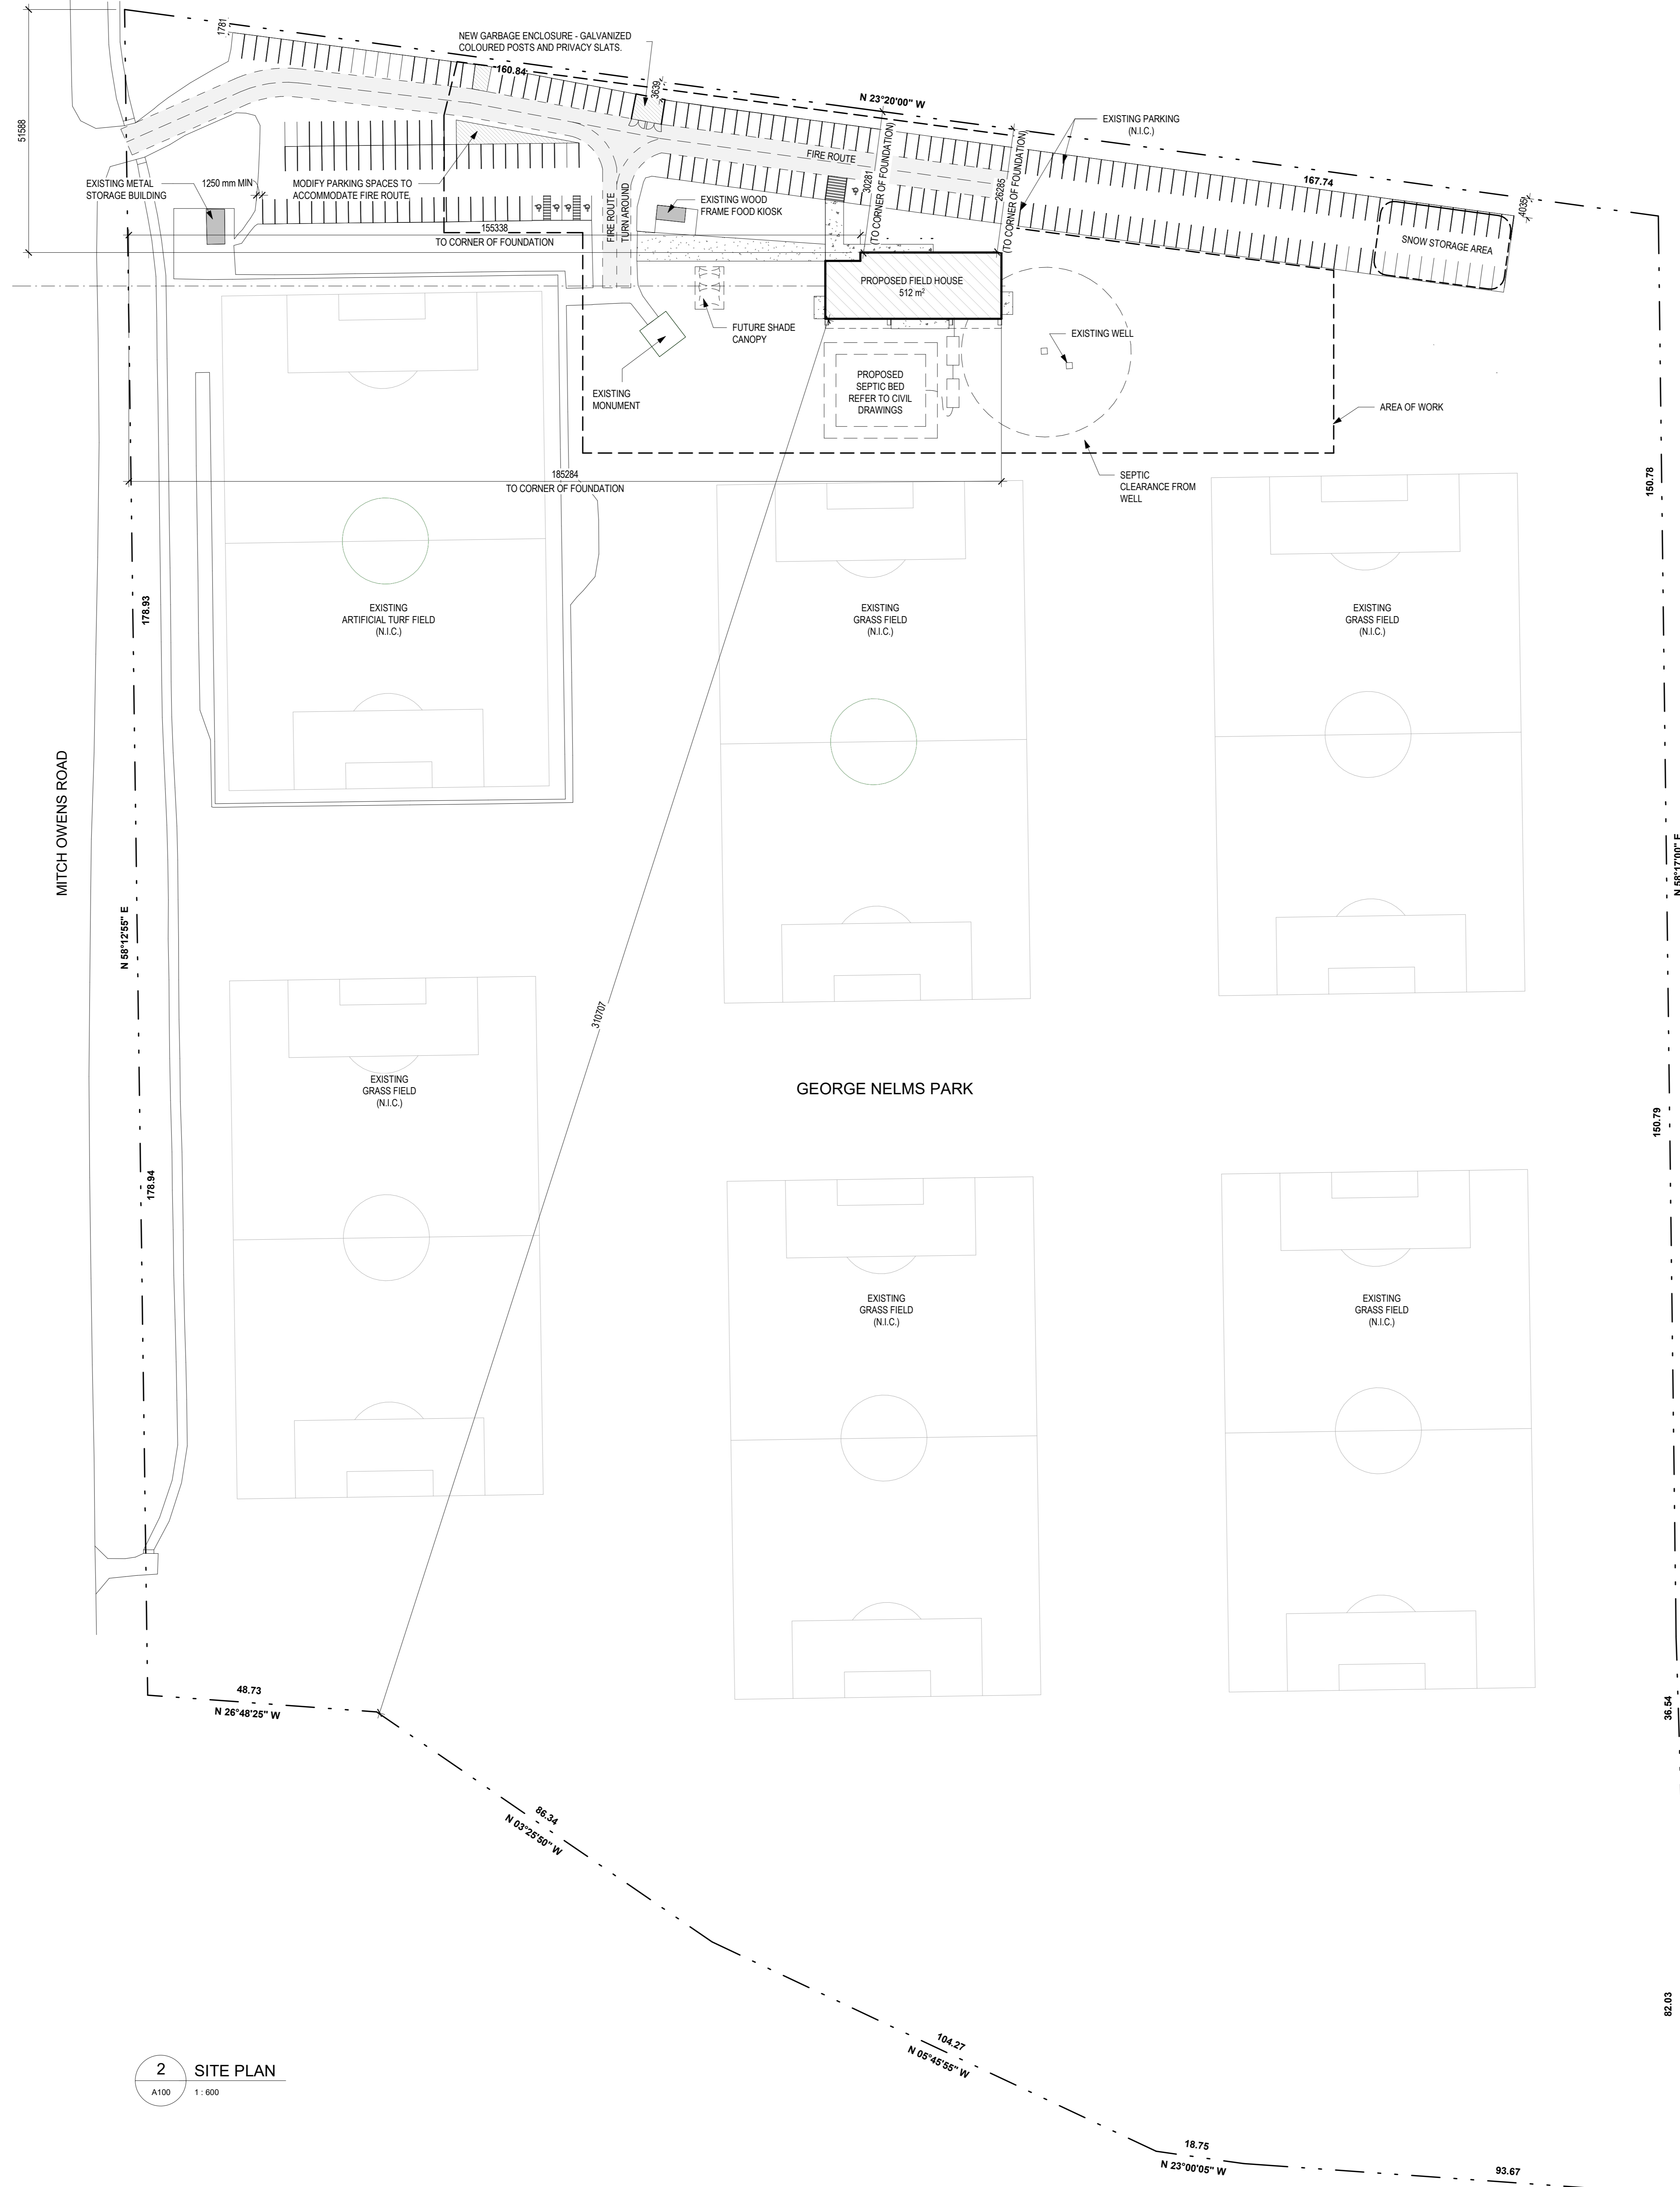 1781
NEW GARBAGE ENCLOSURE - GALVANIZED
COLOURED POSTS AND PRIVACY SLATS.
160.84
3639
N 23°20'00" W
51588
EXISTING PARKING
(N.I.C.)
FIRE ROUTE
30281
(TO CORNER OF FOUNDATION)
26285
(TO CORNER OF FOUNDATION)
167.74
4035
EXISTING METAL
STORAGE BUILDING
1250 mm MIN
MODIFY PARKING SPACES TO
ACCOMMODATE FIRE ROUTE
FIRE ROUTE
TURN AROUND
EXISTING WOOD
FRAME FOOD KIOSK
155338
TO CORNER OF FOUNDATION
SNOW STORAGE AREA
PROPOSED FIELD HOUSE
512 m²
FUTURE SHADE
CANOPY
EXISTING WELL
EXISTING
MONUMENT
PROPOSED
SEPTIC BED
REFER TO CIVIL
DRAWINGS
AREA OF WORK
185284
TO CORNER OF FOUNDATION
SEPTIC
CLEARANCE FROM
WELL
150.78
178.93
EXISTING
ARTIFICIAL TURF FIELD
(N.I.C.)
EXISTING
GRASS FIELD
(N.I.C.)
EXISTING
GRASS FIELD
(N.I.C.)
MITCH OWENS ROAD
N 58°12'55" E
N 58°17'00" E
310707
EXISTING
GRASS FIELD
(N.I.C.)
GEORGE NELMS PARK
150.79
178.94
EXISTING
GRASS FIELD
(N.I.C.)
EXISTING
GRASS FIELD
(N.I.C.)
48.73
N 26°48'25" W
36.54
86.34
N 03°25'50" W
82.03
104.27
N 05°45'55" W
2
SITE PLAN
A100
1 : 600
18.75
N 23°00'05" W
93.67